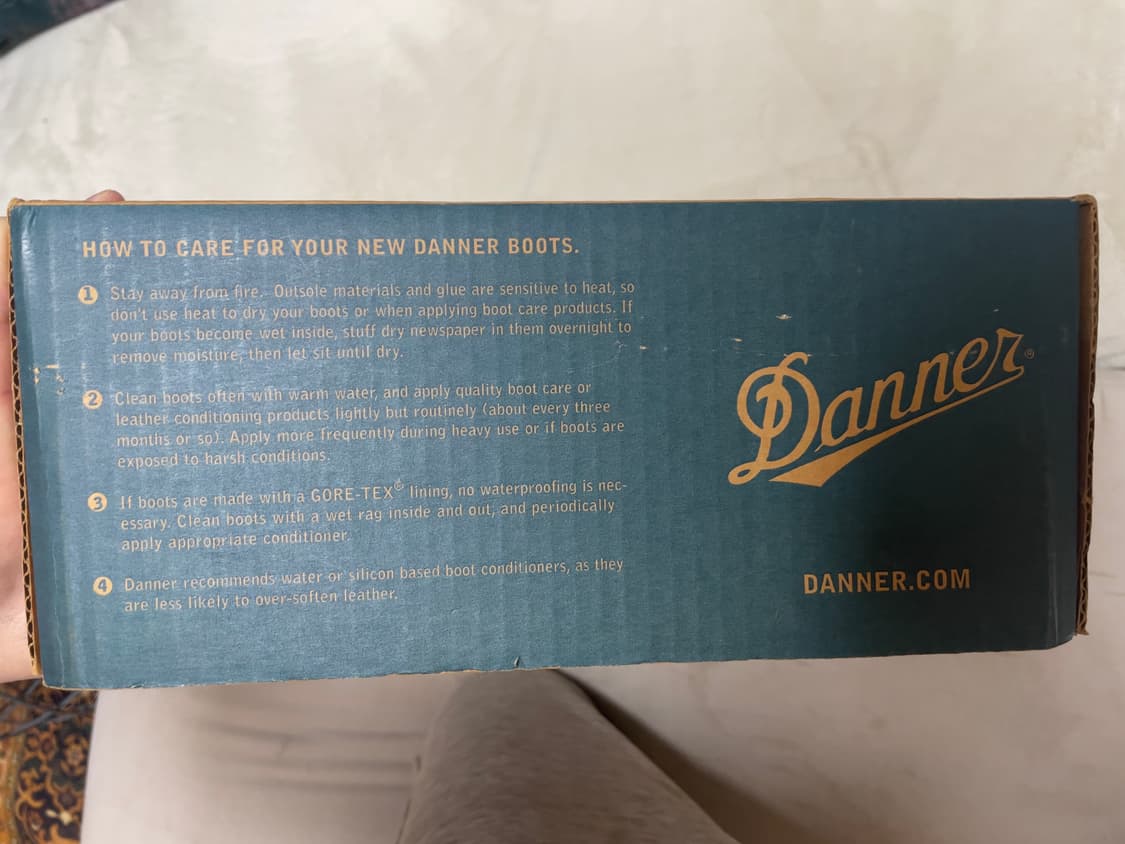 HOW TO CARE FOR YOUR NEW DANNER BOOTS.
1 Stay away from fire. Outsole materials and glue are sensitive to heat, so
don't use heat to dry your boots or when applying boot care products. If
your boots become wet inside, stuff dry newspaper in them overnight to
remove moisture, then let sit until dry.
2 Clean boots often with warm water, and apply quality boot care or
leather conditioning products lightly but routinely (about every three
months or so). Apply more frequently during heavy use or if boots are
exposed to harsh conditions.
3 If boots are made with a GORE-TEX® lining, no waterproofing is nec-
essary. Clean boots with a wet rag inside and out, and periodically
apply appropriate conditioner.
4 Danner recommends water or silicon based boot conditioners, as they
are less likely to over-soften leather.
Danner®
DANNER.COM